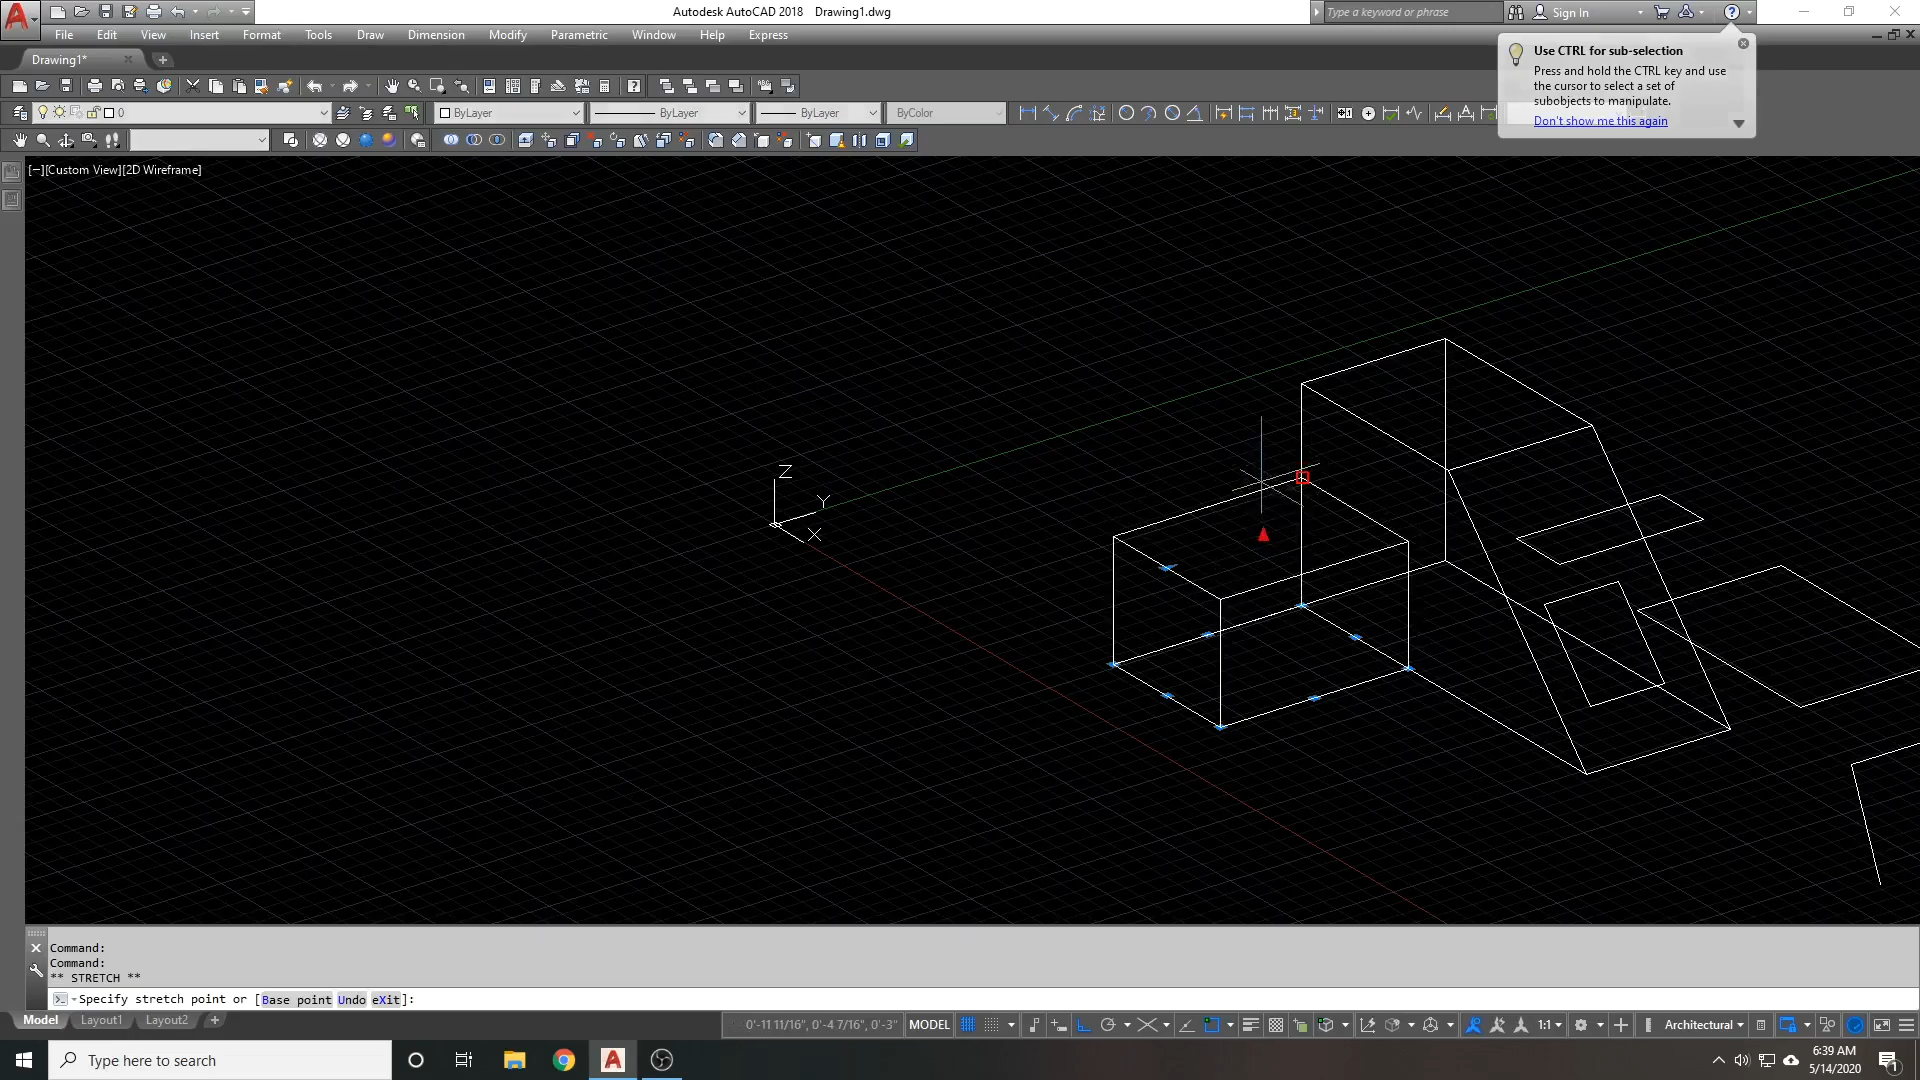 Autodesk AutoCAD 2018   Drawing1.dwg
Type a keyword or phrase
Sign In
File Edit View Insert Format Tools Draw Dimension Modify Parametric Window Help Express
Drawing1*
Use CTRL for sub-selection
Press and hold the CTRL key and use
the cursor to select a set of
subobjects to manipulate.
Don't show me this again
0 ByLayer ByLayer ByLayer ByColor
[−][Custom View][2D Wireframe]
Z
Y
X
Command:
Command:
** STRETCH **
Specify stretch point or [Base point Undo eXit]:
Model Layout1 Layout2
0'-11 11/16", 0'-4 7/16", 0'-3" MODEL 1:1 Architectural
Type here to search
6:39 AM
5/14/2020
1